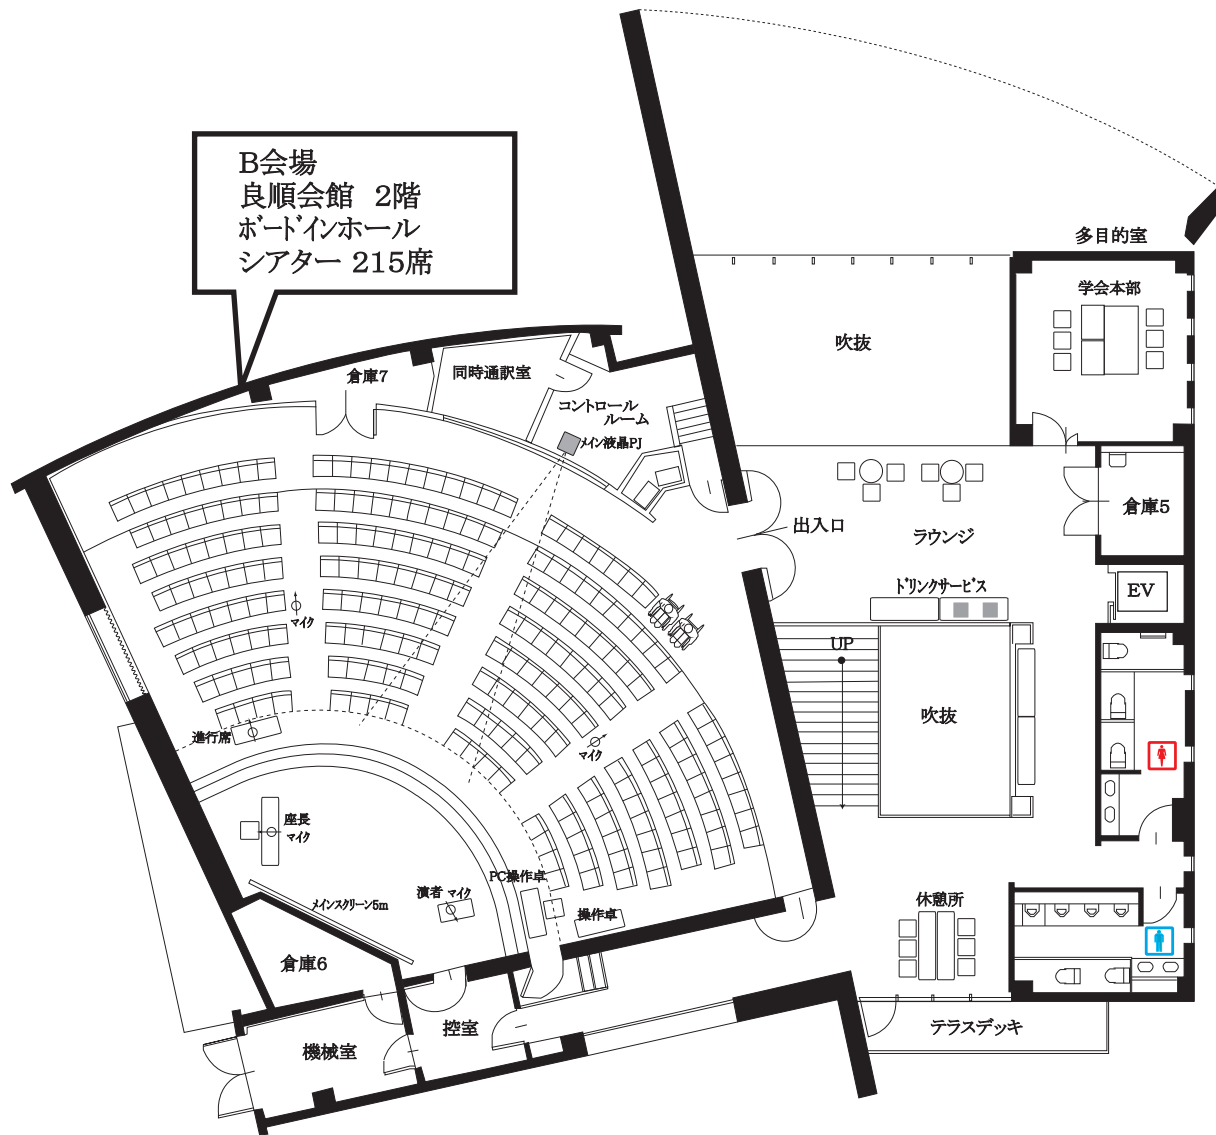 B会場
良順会館 2階
ボードインホール
シアター 215席
多目的室
学会本部
吹抜
倉庫7
同時通訳室
コントロール
ルーム
メイン液晶PJ
出入口
ラウンジ
倉庫5
ドリンクサービス
EV
マイク
UP
吹抜
進行席
マイク
座長
マイク
PC操作卓
メインスクリーン5m
演者 マイク
操作卓
休憩所
倉庫6
控室
テラスデッキ
機械室